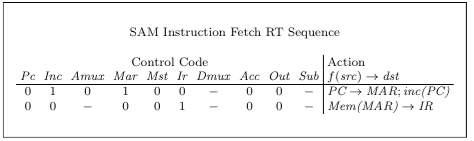 SAM Instruction Fetch RT Sequence
Control Code Action
Pc Inc Amux Mar Mst Ir Dmux Acc Out Sub f(src) → dst
0 1 0 1 0 0 − 0 0 − PC → MAR; inc(PC)
0 0 − 0 0 1 − 0 0 − Mem(MAR) → IR